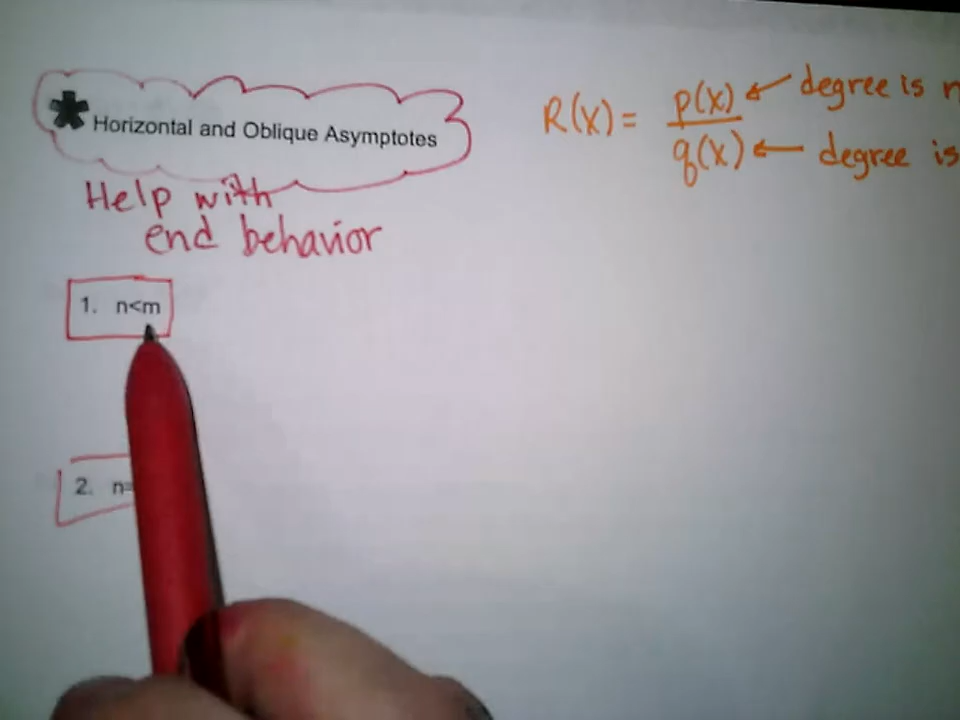 * Horizontal and Oblique Asymptotes
Help with
end behavior
R(x) = p(x) ← degree is n
q(x) ← degree is
1. n<m
2. n=